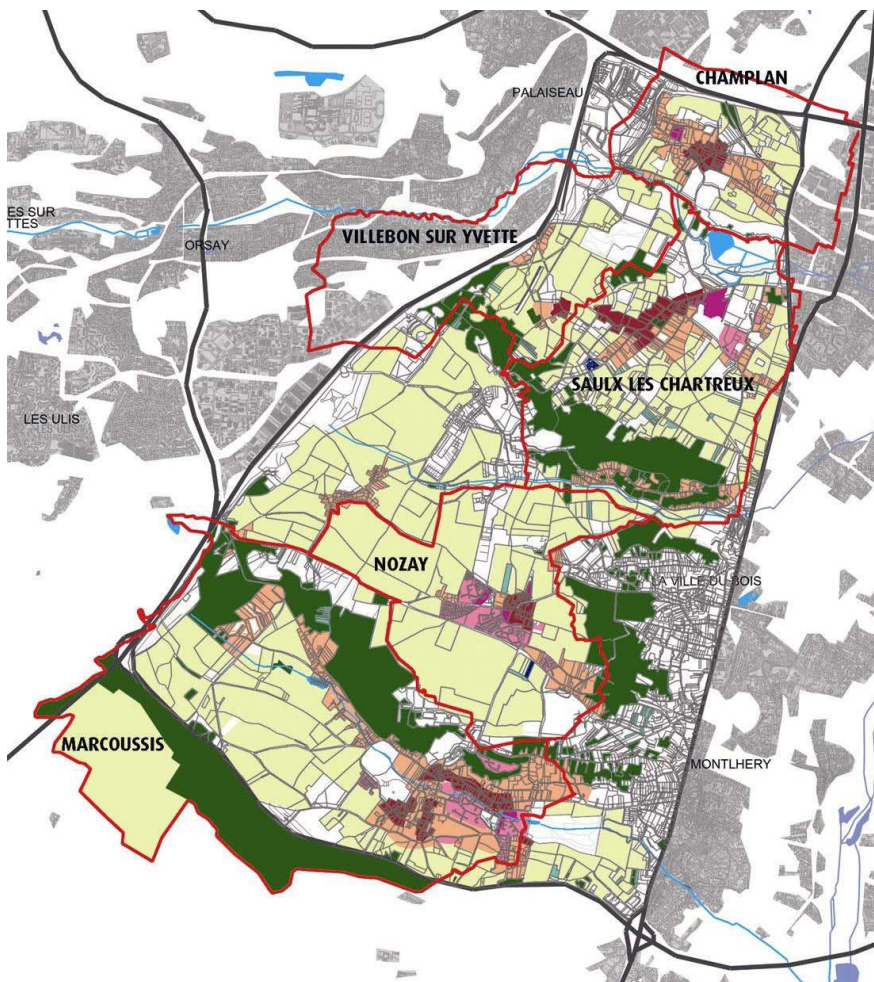 CHAMPLAN
PALAISEAU
ES SUR
TTES
ORSAY
VILLEBON SUR YVETTE
SAULX LES CHARTREUX
LES ULIS
NOZAY
LA VILLE DU BOIS
MARCOUSSIS
MONTLHERY